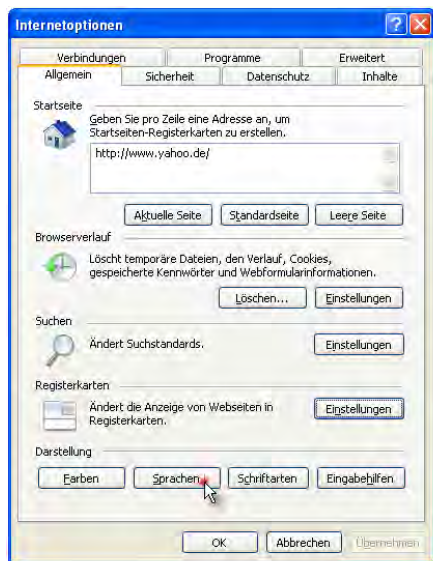 Internetoptionen
Verbindungen Programme Erweitert
Allgemein Sicherheit Datenschutz Inhalte
Startseite
Geben Sie pro Zeile eine Adresse an, um
Startseiten-Registerkarten zu erstellen.
http://www.yahoo.de/
Aktuelle Seite Standardseite Leere Seite
Browserverlauf
Löscht temporäre Dateien, den Verlauf, Cookies,
gespeicherte Kennwörter und Webformularinformationen.
Löschen... Einstellungen
Suchen
Ändert Suchstandards. Einstellungen
Registerkarten
Ändert die Anzeige von Webseiten in
Registerkarten.
Einstellungen
Darstellung
Farben Sprachen Schriftarten Eingabehilfen
OK Abbrechen Übernehmen